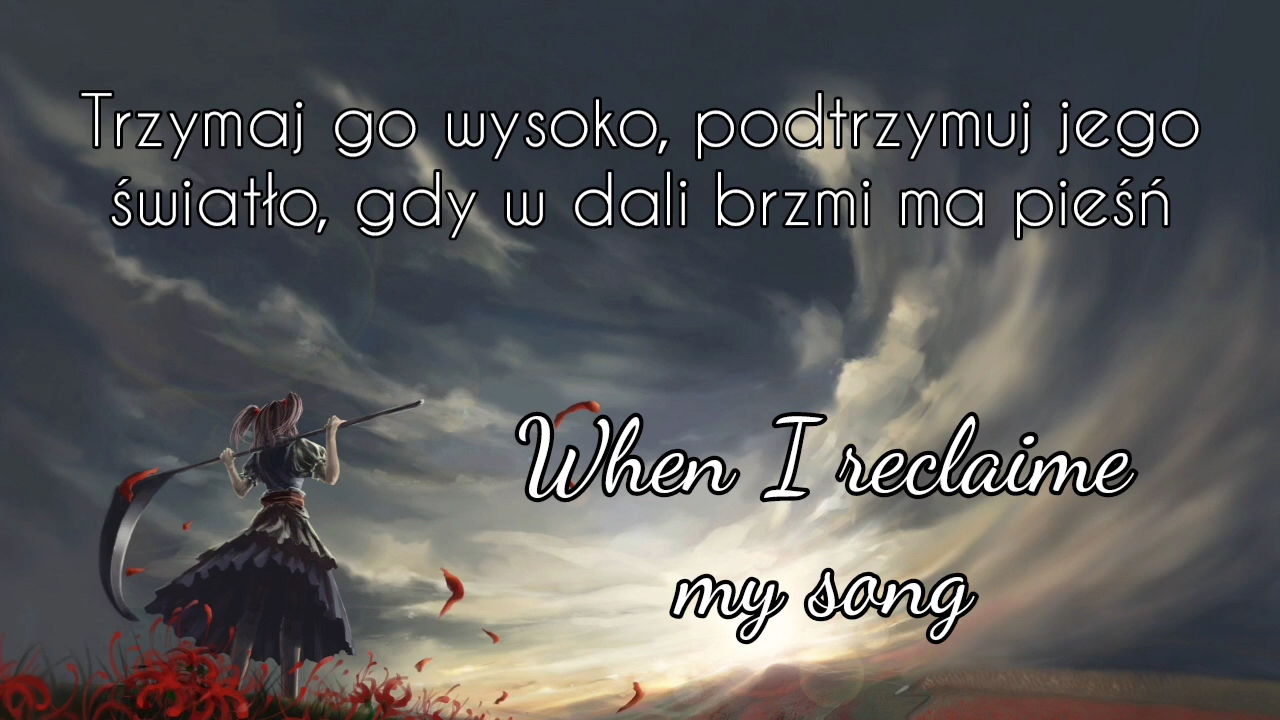 Trzymaj go wysoko, podtrzymuj jego
światło, gdy w dali brzmi ma pieśń
When I reclaime
my song